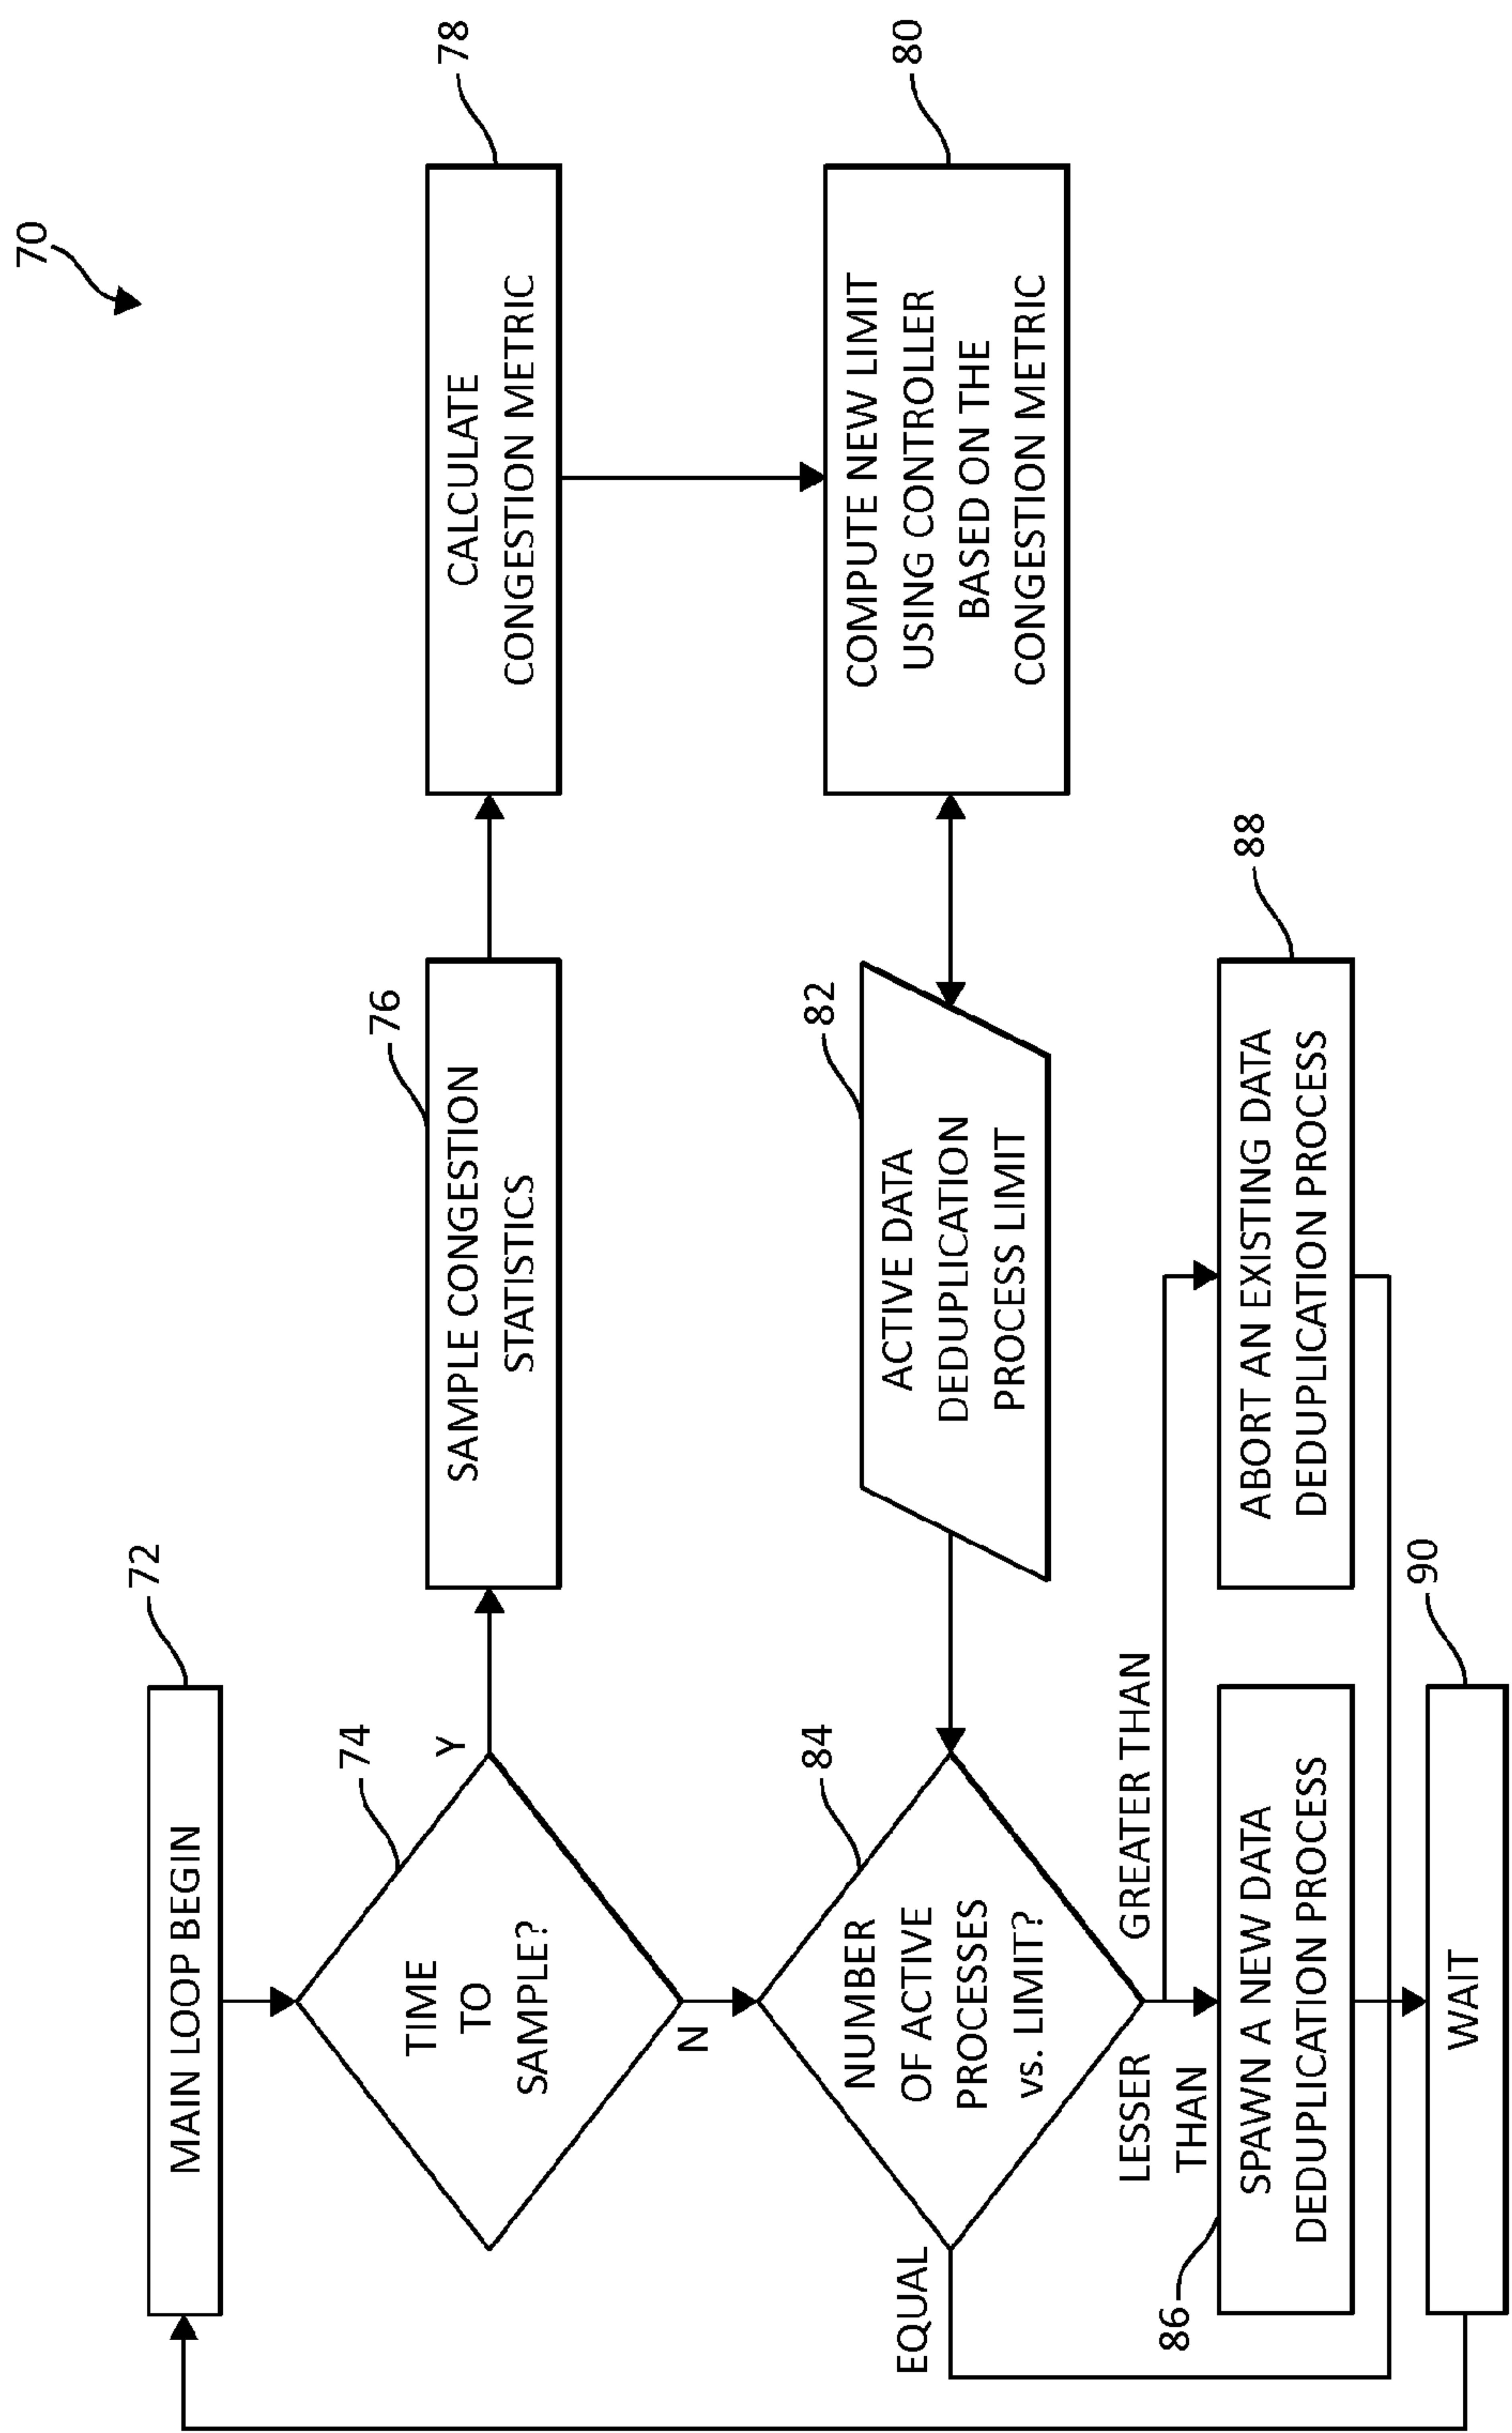 70
72
MAIN LOOP BEGIN
74
TIME
TO
SAMPLE?
Y
N
76
SAMPLE CONGESTION
STATISTICS
78
CALCULATE
CONGESTION METRIC
80
COMPUTE NEW LIMIT
USING CONTROLLER
BASED ON THE
CONGESTION METRIC
82
ACTIVE DATA
DEDUPLICATION
PROCESS LIMIT
84
NUMBER
OF ACTIVE
PROCESSES
vs. LIMIT?
EQUAL
LESSER
THAN
GREATER THAN
86
SPAWN A NEW DATA
DEDUPLICATION PROCESS
88
ABORT AN EXISTING DATA
DEDUPLICATION PROCESS
90
WAIT